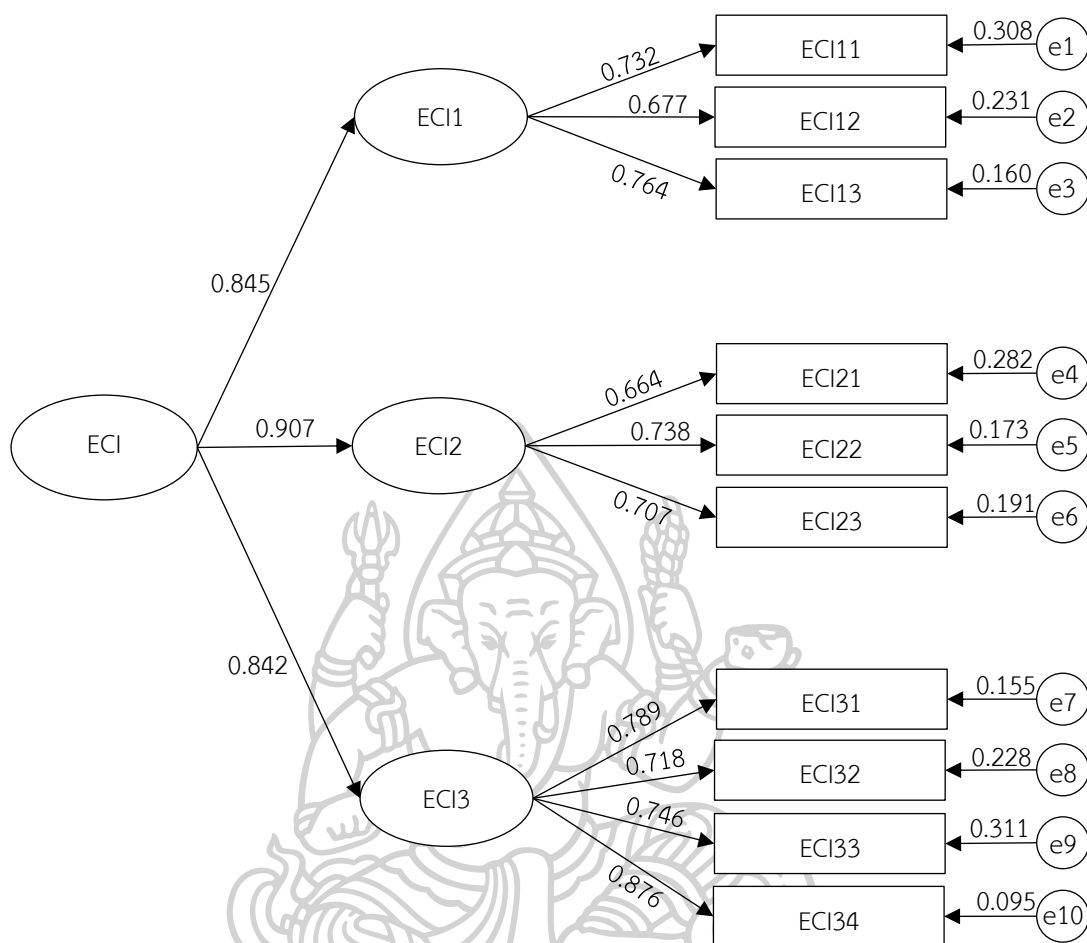 0.308
e1
ECI11
0.732
ECI1
0.677
ECI12
0.231
e2
0.764
ECI13
0.160
e3
0.845
ECI
0.907
ECI2
0.664
ECI21
0.282
e4
0.738
ECI22
0.173
e5
0.707
ECI23
0.191
e6
0.842
ECI3
0.789
ECI31
0.155
e7
0.718
ECI32
0.228
e8
0.746
ECI33
0.311
e9
0.876
ECI34
0.095
e10